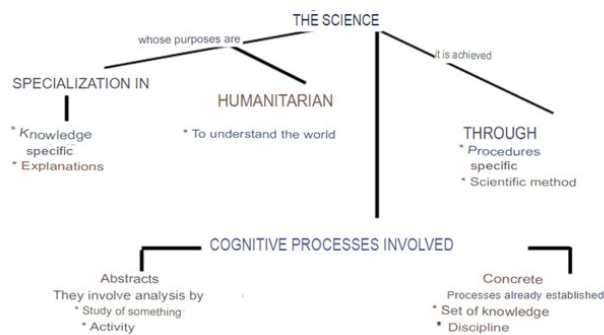 THE SCIENCE
whose purposes are
it is achieved
SPECIALIZATION IN
* Knowledge
specific
* Explanations
HUMANITARIAN
* To understand the world
THROUGH
* Procedures
specific
* Scientific method
COGNITIVE PROCESSES INVOLVED
Abstracts
They involve analysis by
* Study of something
* Activity
Concrete
Processes already established
* Set of knowledge
* Discipline